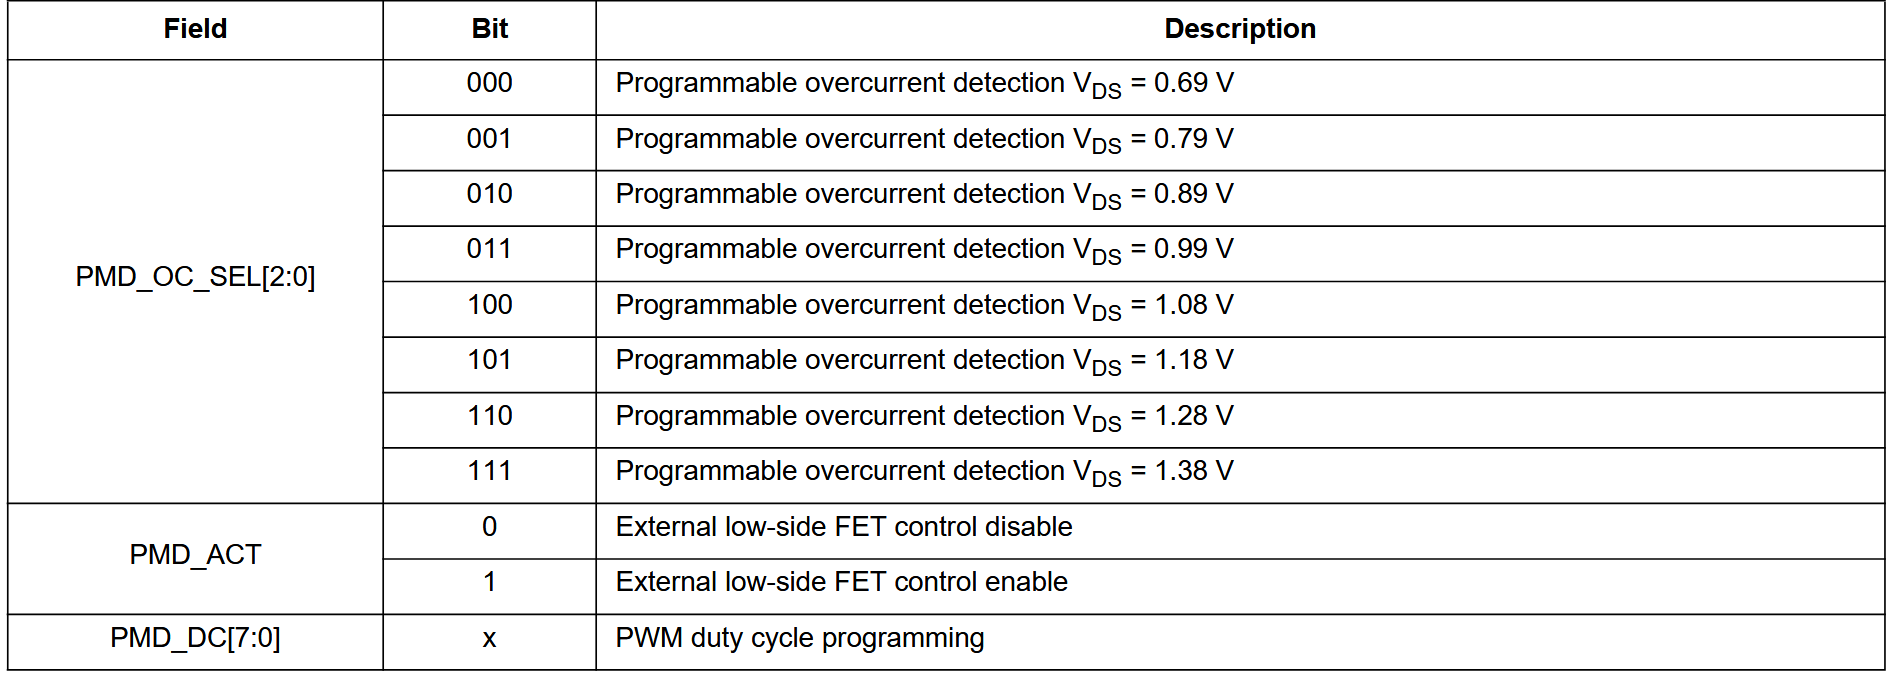 Field Bit Description
000 Programmable overcurrent detection VDS = 0.69 V
001 Programmable overcurrent detection VDS = 0.79 V
010 Programmable overcurrent detection VDS = 0.89 V
011 Programmable overcurrent detection VDS = 0.99 V
PMD_OC_SEL[2:0]
100 Programmable overcurrent detection VDS = 1.08 V
101 Programmable overcurrent detection VDS = 1.18 V
110 Programmable overcurrent detection VDS = 1.28 V
111 Programmable overcurrent detection VDS = 1.38 V
0 External low-side FET control disable
PMD_ACT
1 External low-side FET control enable
PMD_DC[7:0] x PWM duty cycle programming